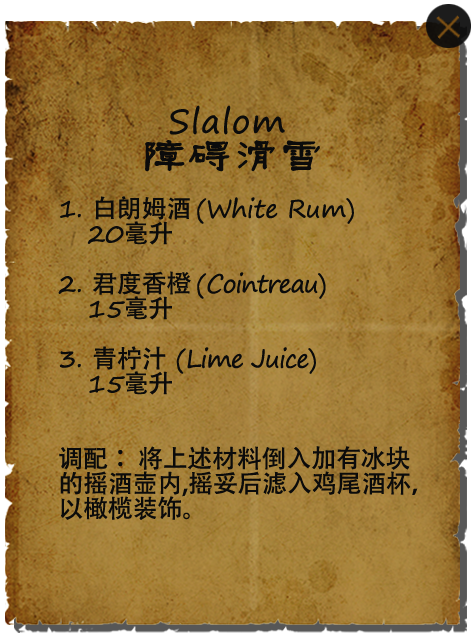 Slalom
障碍滑雪
1. 白朗姆酒(White Rum)
20毫升
2. 君度香橙(Cointreau)
15毫升
3. 青柠汁 (Lime Juice)
15毫升
调配：将上述材料倒入加有冰块
的摇酒壶内,摇妥后滤入鸡尾酒杯,
以橄榄装饰。